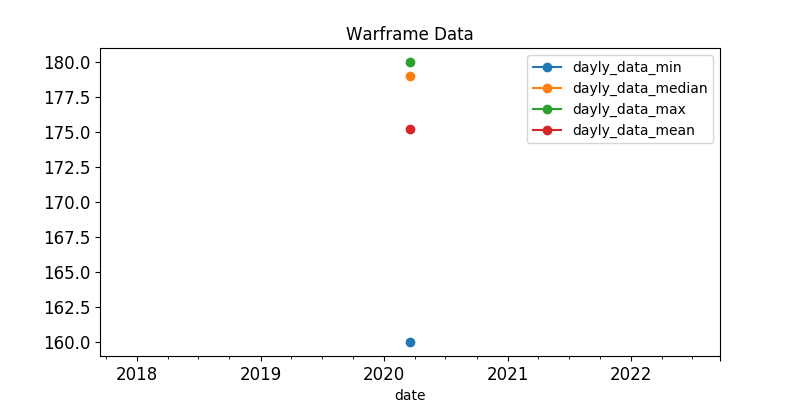 Warframe Data
180.0
177.5
175.0
172.5
170.0
167.5
165.0
162.5
160.0
dayly_data_min
dayly_data_median
dayly_data_max
dayly_data_mean
2018 2019 2020 2021 2022
date